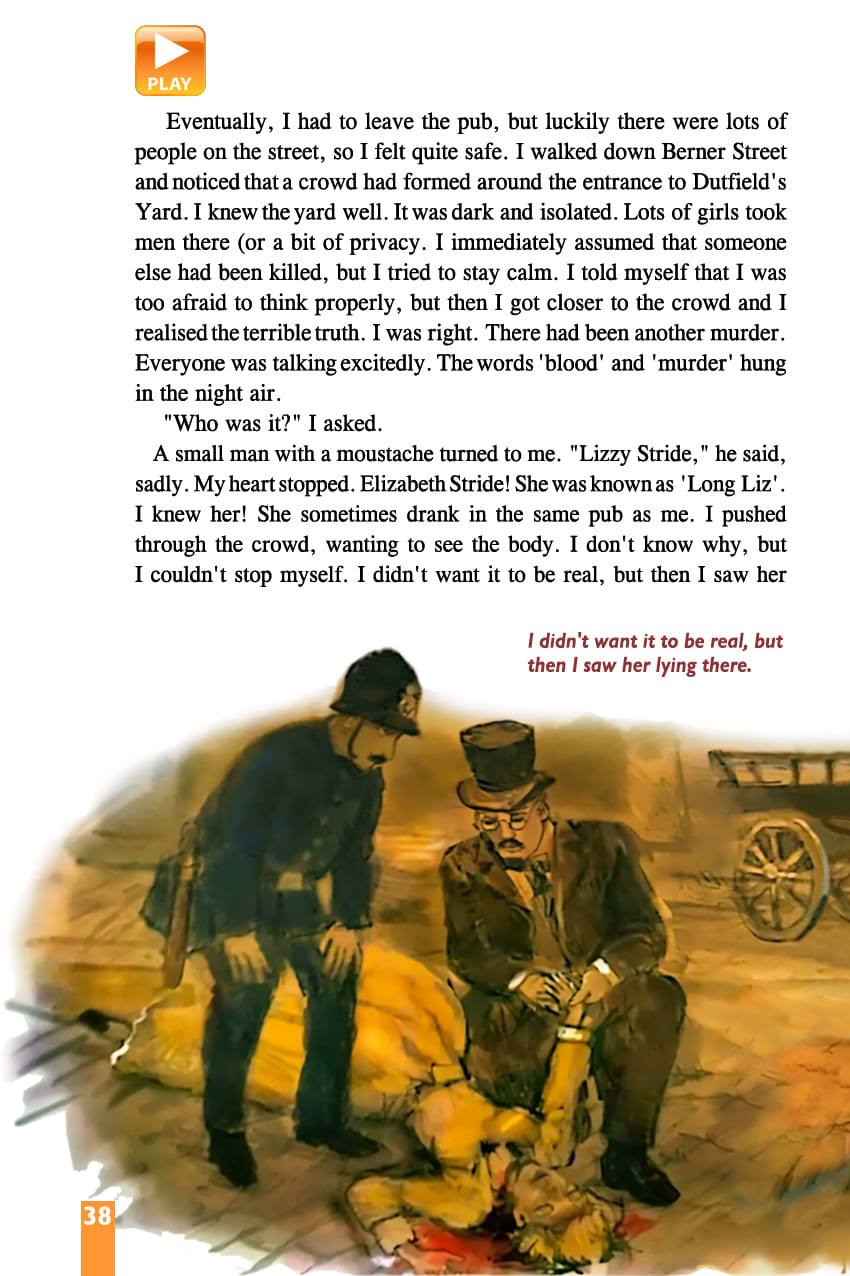 PLAY
Eventually, I had to leave the pub, but luckily there were lots of
people on the street, so I felt quite safe. I walked down Berner Street
and noticed that a crowd had formed around the entrance to Dutfield's
Yard. I knew the yard well. It was dark and isolated. Lots of girls took
men there (or a bit of privacy. I immediately assumed that someone
else had been killed, but I tried to stay calm. I told myself that I was
too afraid to think properly, but then I got closer to the crowd and I
realised the terrible truth. I was right. There had been another murder.
Everyone was talking excitedly. The words 'blood' and 'murder' hung
in the night air.
"Who was it?" I asked.
A small man with a moustache turned to me. "Lizzy Stride," he said,
sadly. My heart stopped. Elizabeth Stride! She was known as 'Long Liz'.
I knew her! She sometimes drank in the same pub as me. I pushed
through the crowd, wanting to see the body. I don't know why, but
I couldn't stop myself. I didn't want it to be real, but then I saw her
I didn't want it to be real, but
then I saw her lying there.
38